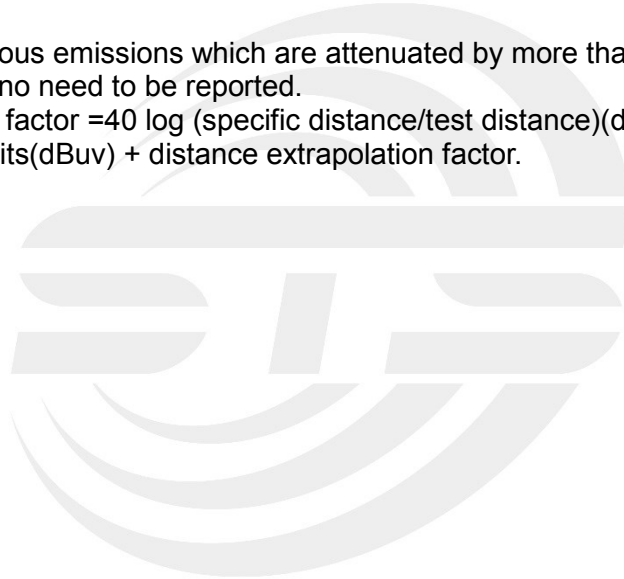 ous emissions which are attenuated by more tha
no need to be reported.
factor =40 log (specific distance/test distance)(d
its(dBuv) + distance extrapolation factor.
STS